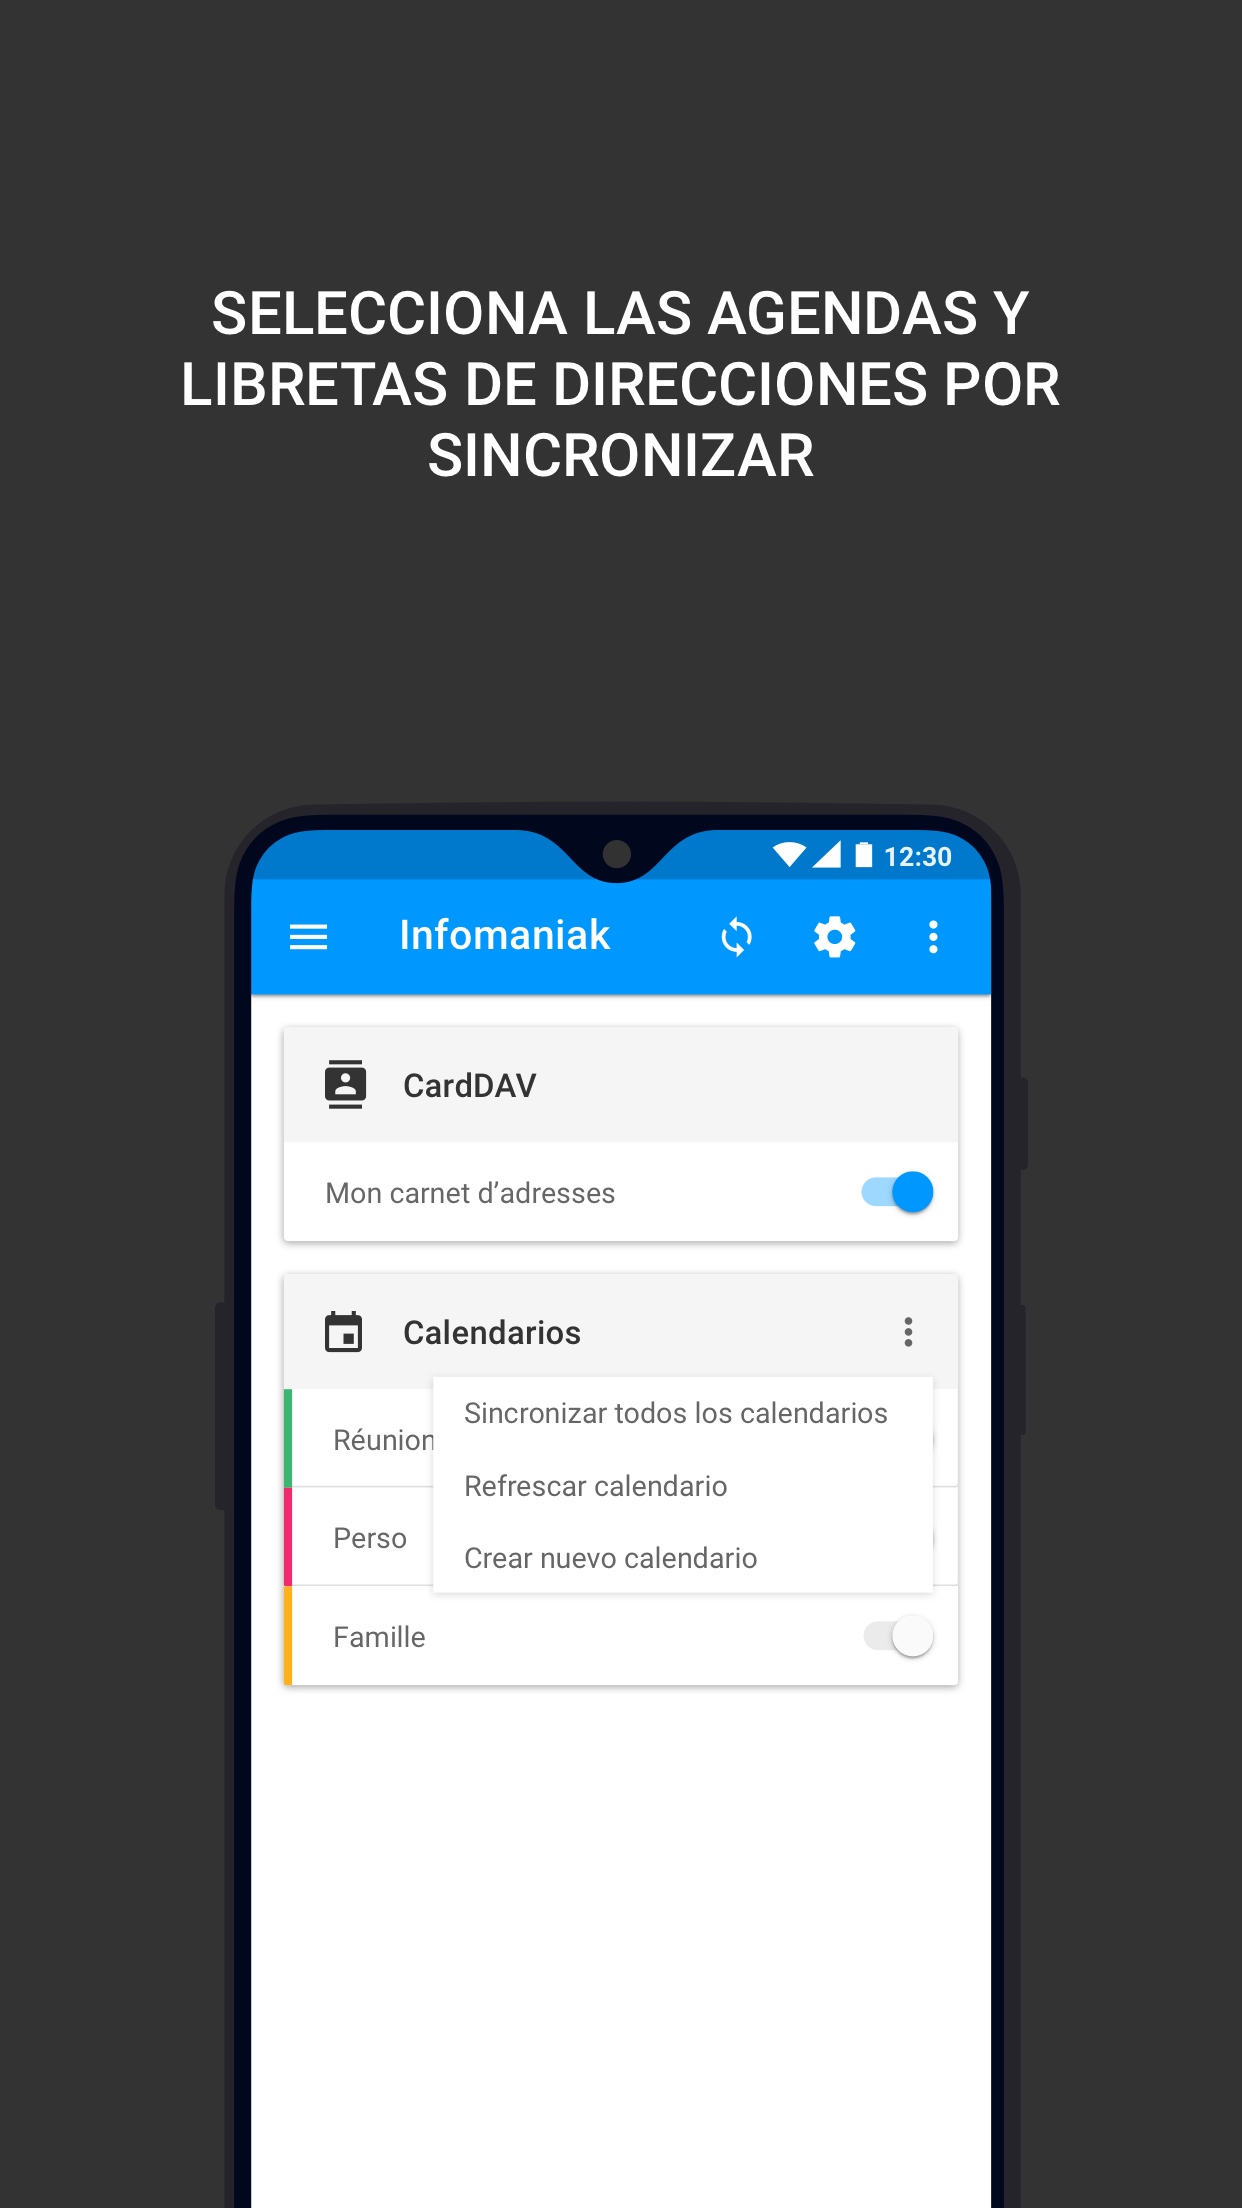 SELECCIONA LAS AGENDAS Y
LIBRETAS DE DIRECCIONES POR
SINCRONIZAR
12:30
Infomaniak
CardDAV
Mon carnet d’adresses
Calendarios
Sincronizar todos los calendarios
Réunion
Refrescar calendario
Perso
Crear nuevo calendario
Famille